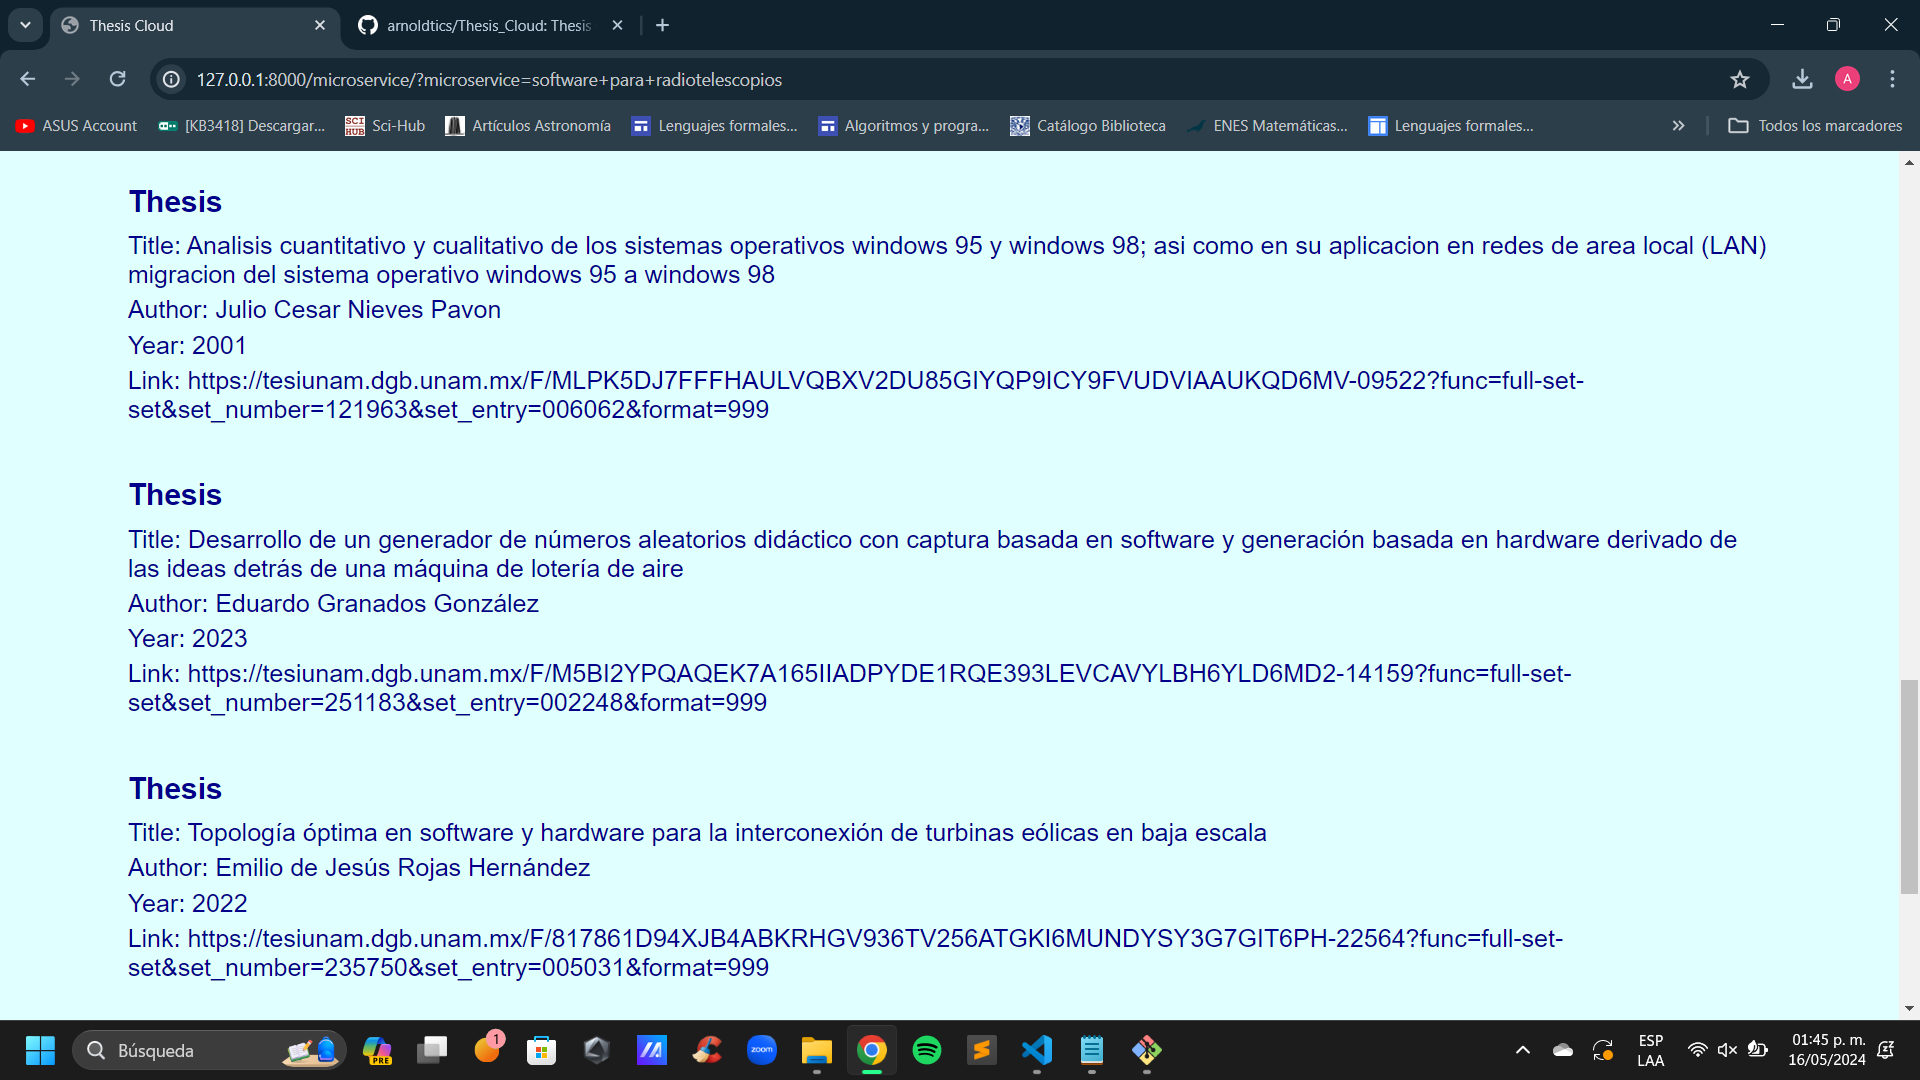 Thesis Cloud
arnoldtics/Thesis_Cloud: Thesis
127.0.0.1:8000/microservice/?microservice=software+para+radiotelescopios
A
ASUS Account
[KB3418] Descargar...
SCI HUB
Sci-Hub
Artículos Astronomía
Lenguajes formales...
Algoritmos y progra...
Catálogo Biblioteca
ENES Matemáticas...
Lenguajes formales...
Todos los marcadores
Thesis
Title: Analisis cuantitativo y cualitativo de los sistemas operativos windows 95 y windows 98; asi como en su aplicacion en redes de area local (LAN)
migracion del sistema operativo windows 95 a windows 98
Author: Julio Cesar Nieves Pavon
Year: 2001
Link: https://tesiunam.dgb.unam.mx/F/MLPK5DJ7FFFHAULVQBXV2DU85GIYQP9ICY9FVUDVIAAUKQD6MV-09522?func=full-set-
set&set_number=121963&set_entry=006062&format=999
Thesis
Title: Desarrollo de un generador de números aleatorios didáctico con captura basada en software y generación basada en hardware derivado de
las ideas detrás de una máquina de lotería de aire
Author: Eduardo Granados González
Year: 2023
Link: https://tesiunam.dgb.unam.mx/F/M5BI2YPQAQEK7A165IIADPYDE1RQE393LEVCAVYLBH6YLD6MD2-14159?func=full-set-
set&set_number=251183&set_entry=002248&format=999
Thesis
Title: Topología óptima en software y hardware para la interconexión de turbinas eólicas en baja escala
Author: Emilio de Jesús Rojas Hernández
Year: 2022
Link: https://tesiunam.dgb.unam.mx/F/817861D94XJB4ABKRHGV936TV256ATGKI6MUNDYSY3G7GIT6PH-22564?func=full-set-
set&set_number=235750&set_entry=005031&format=999
Búsqueda
PRE
1
zoom
ESP
LAA
01:45 p. m.
16/05/2024